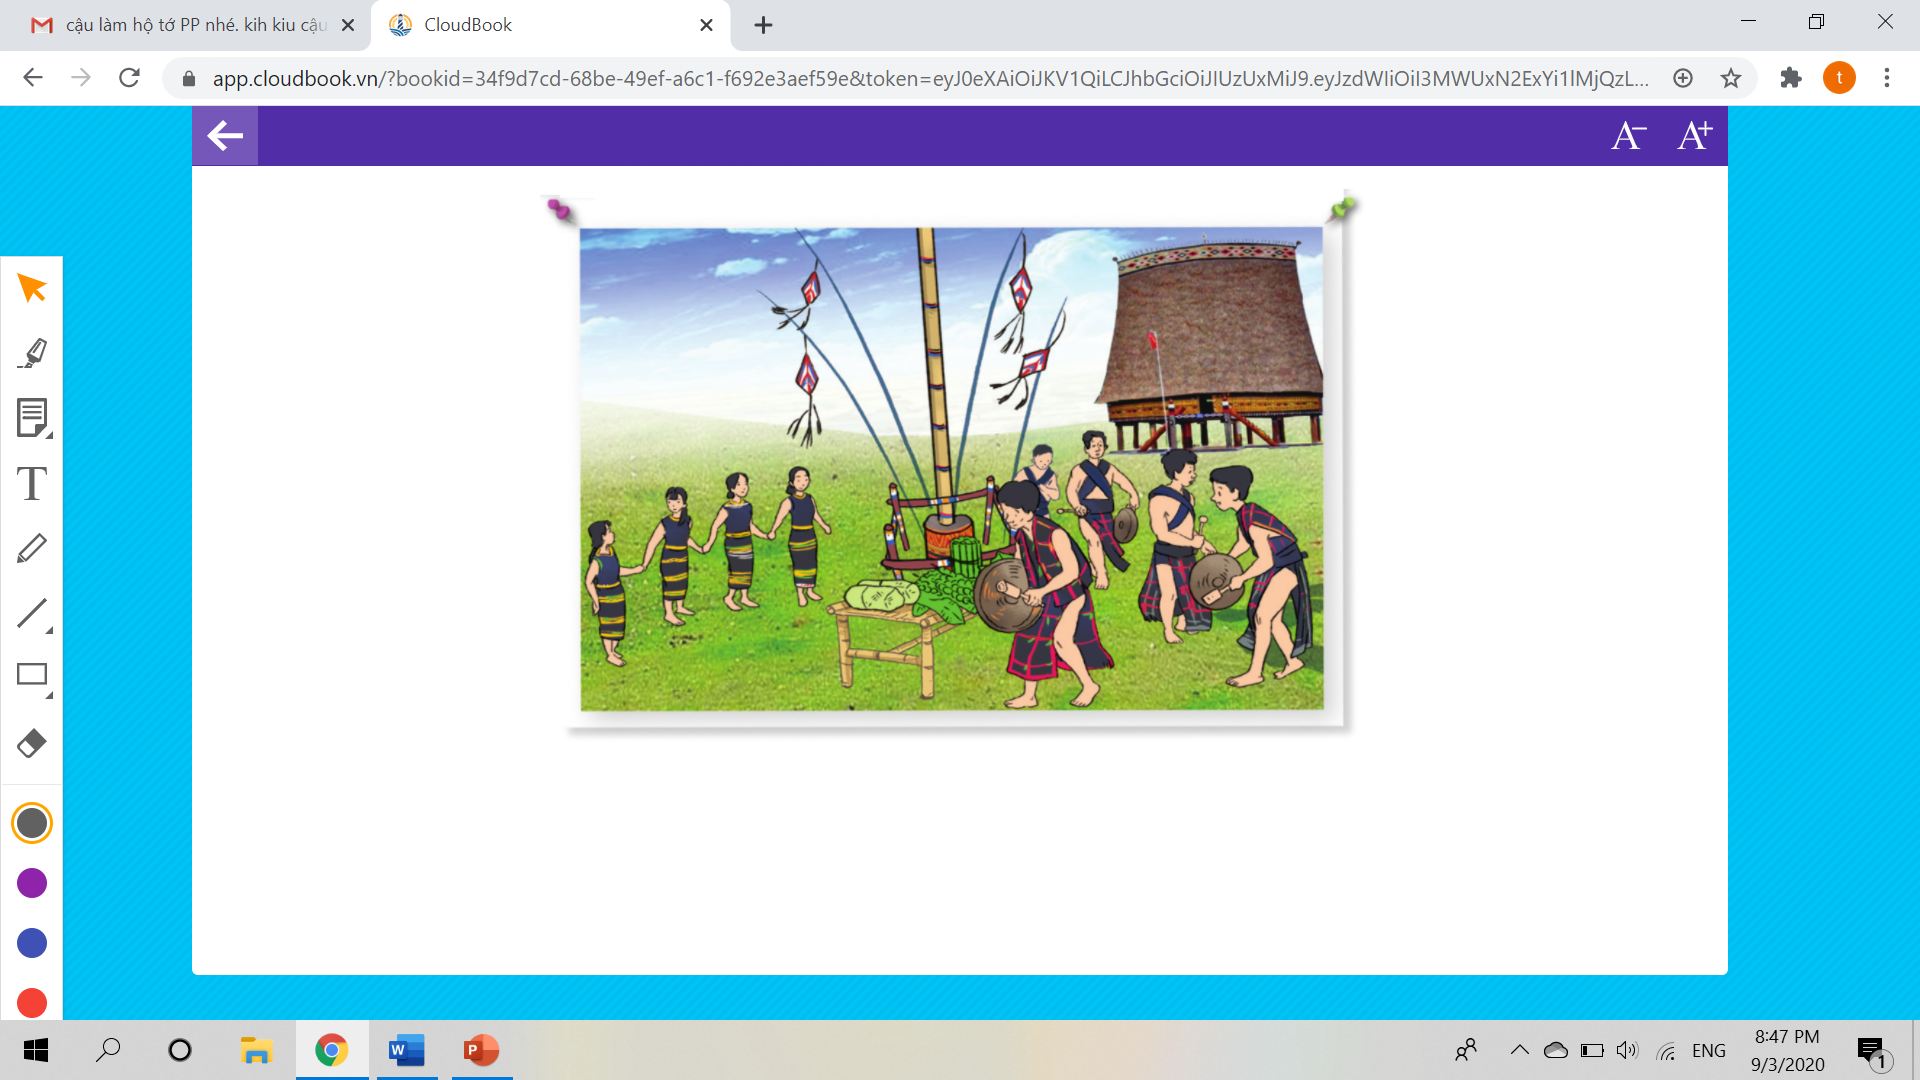 cậu làm hộ tớ PP nhé. kih kiu cậu
CloudBook
app.cloudbook.vn/?bookid=34f9d7cd-68be-49ef-a6c1-f692e3aef59e&token=eyJ0eXAiOiJKV1QiLCJhbGciOiJIUzUxMiJ9.eyJzdWIiOiI3MWUxN2ExYi1lMjQzL...
t
A− A+
T
W
P
ENG
8:47 PM
9/3/2020
1